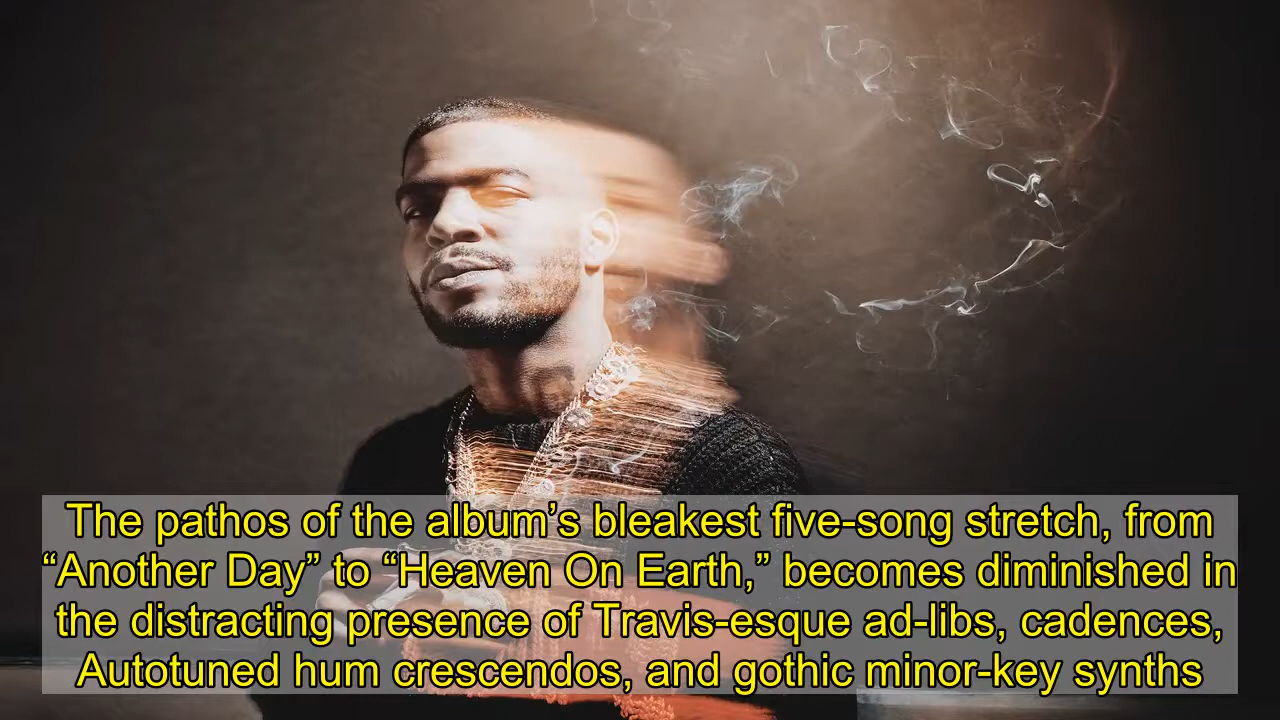 The pathos of the album’s bleakest five-song stretch, from
“Another Day” to “Heaven On Earth,” becomes diminished in
the distracting presence of Travis-esque ad-libs, cadences,
Autotuned hum crescendos, and gothic minor-key synths